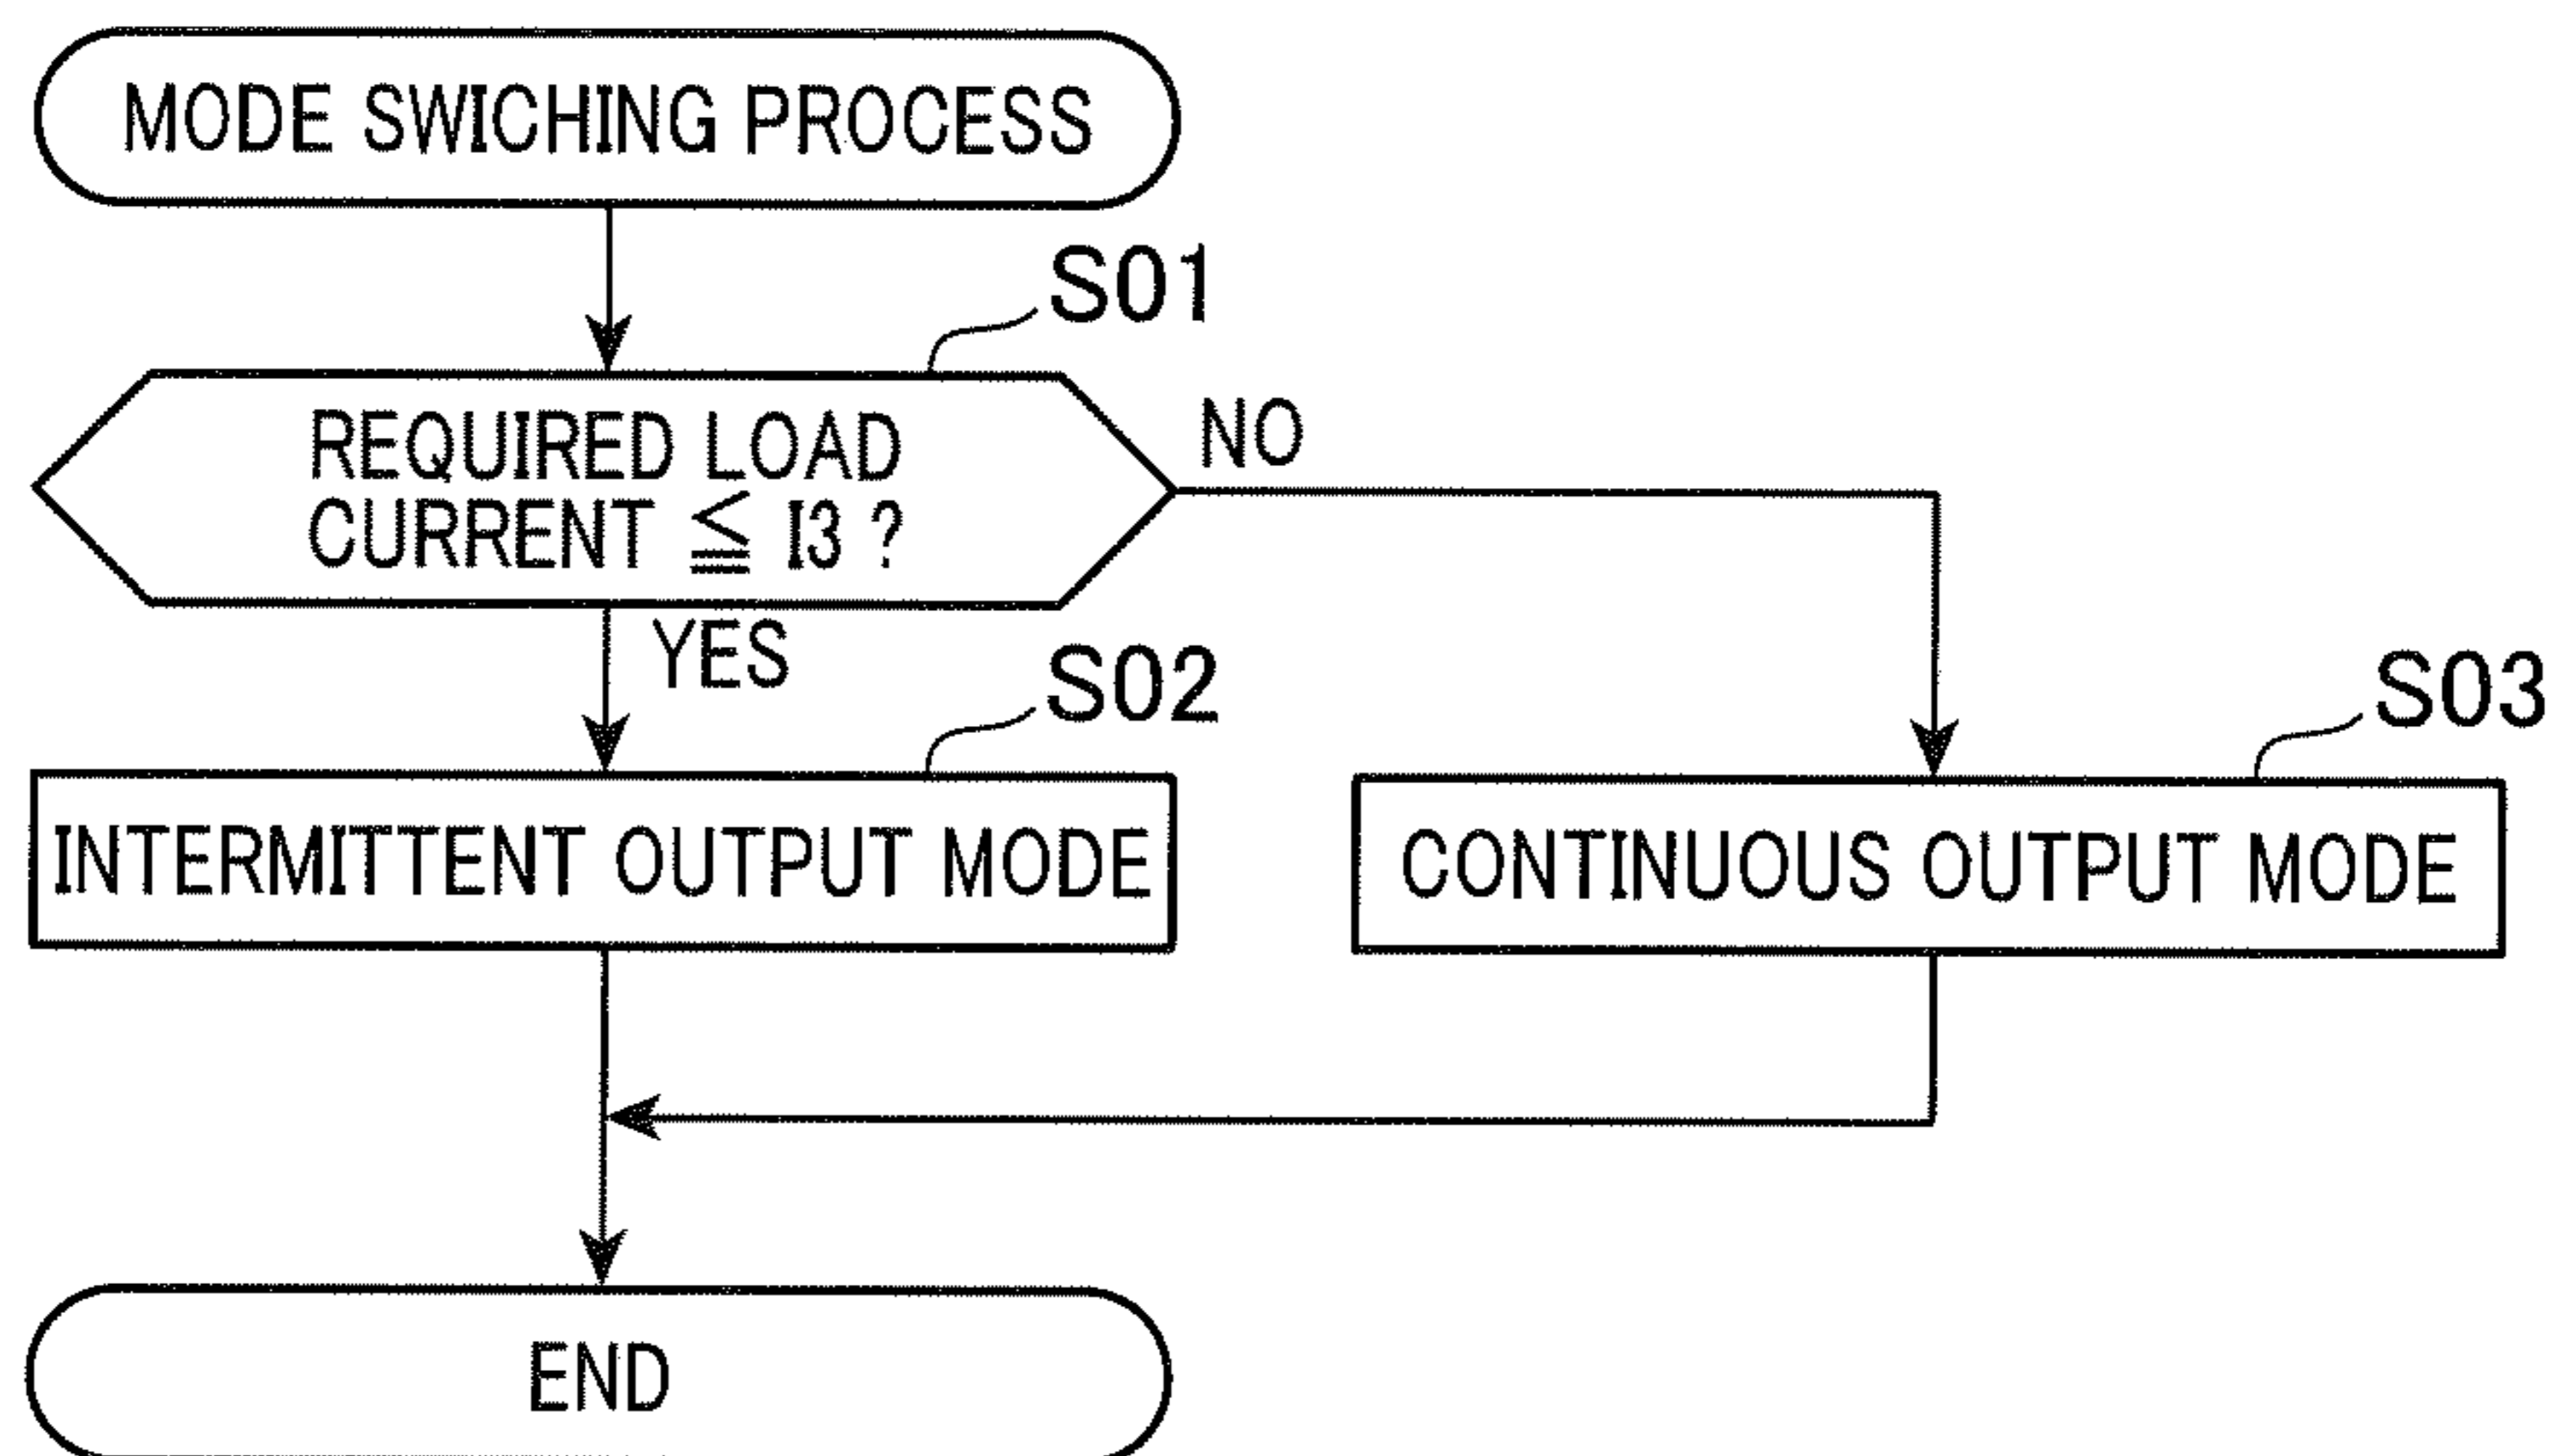 MODE SWICHING PROCESS
S01
REQUIRED LOAD
CURRENT ≦ I3 ?
NO
YES
S02
S03
INTERMITTENT OUTPUT MODE
CONTINUOUS OUTPUT MODE
END